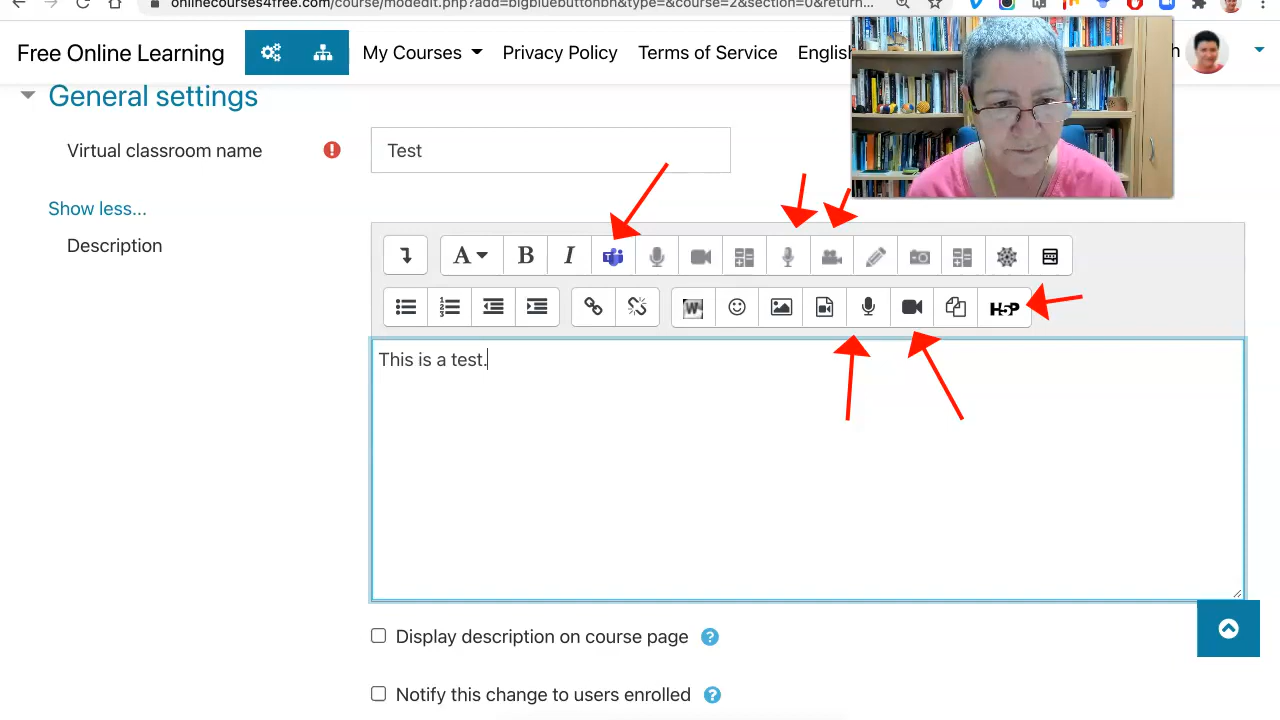 onlinecourses4free.com/course/modedit.php?add=bigbluebuttonbn&type=&course=2&section=0&return...
Free Online Learning My Courses Privacy Policy Terms of Service English
General settings
Virtual classroom name Test
Show less...
Description
A B I
W H5P
This is a test.
Display description on course page ?
Notify this change to users enrolled ?